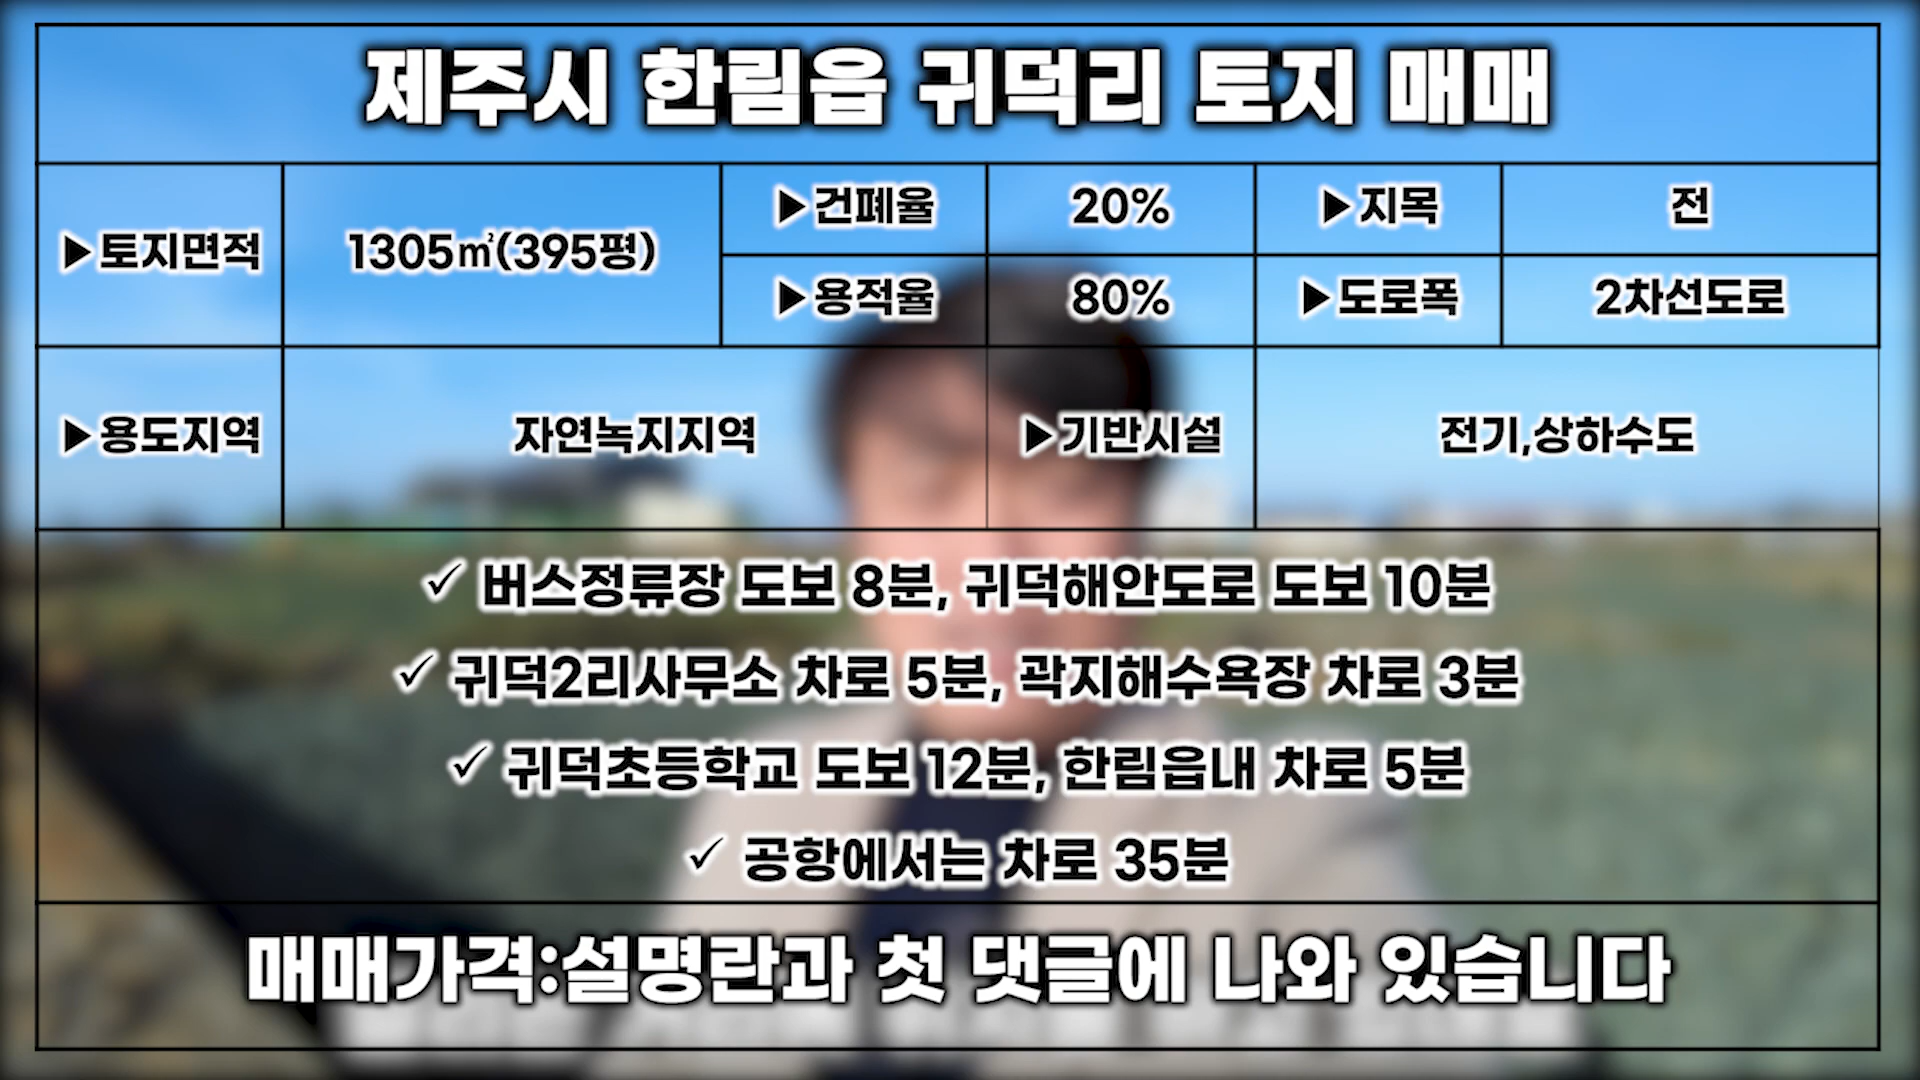 제주시 한림읍 귀덕리 토지 매매
▶토지면적 1305㎡(395평) ▶건폐율 20% ▶지목 전
▶용적율 80% ▶도로폭 2차선도로
▶용도지역 자연녹지지역 ▶기반시설 전기,상하수도
✓ 버스정류장 도보 8분, 귀덕해안도로 도보 10분
✓ 귀덕2리사무소 차로 5분, 곽지해수욕장 차로 3분
✓ 귀덕초등학교 도보 12분, 한림읍내 차로 5분
✓ 공항에서는 차로 35분
매매가격:설명란과 첫 댓글에 나와 있습니다